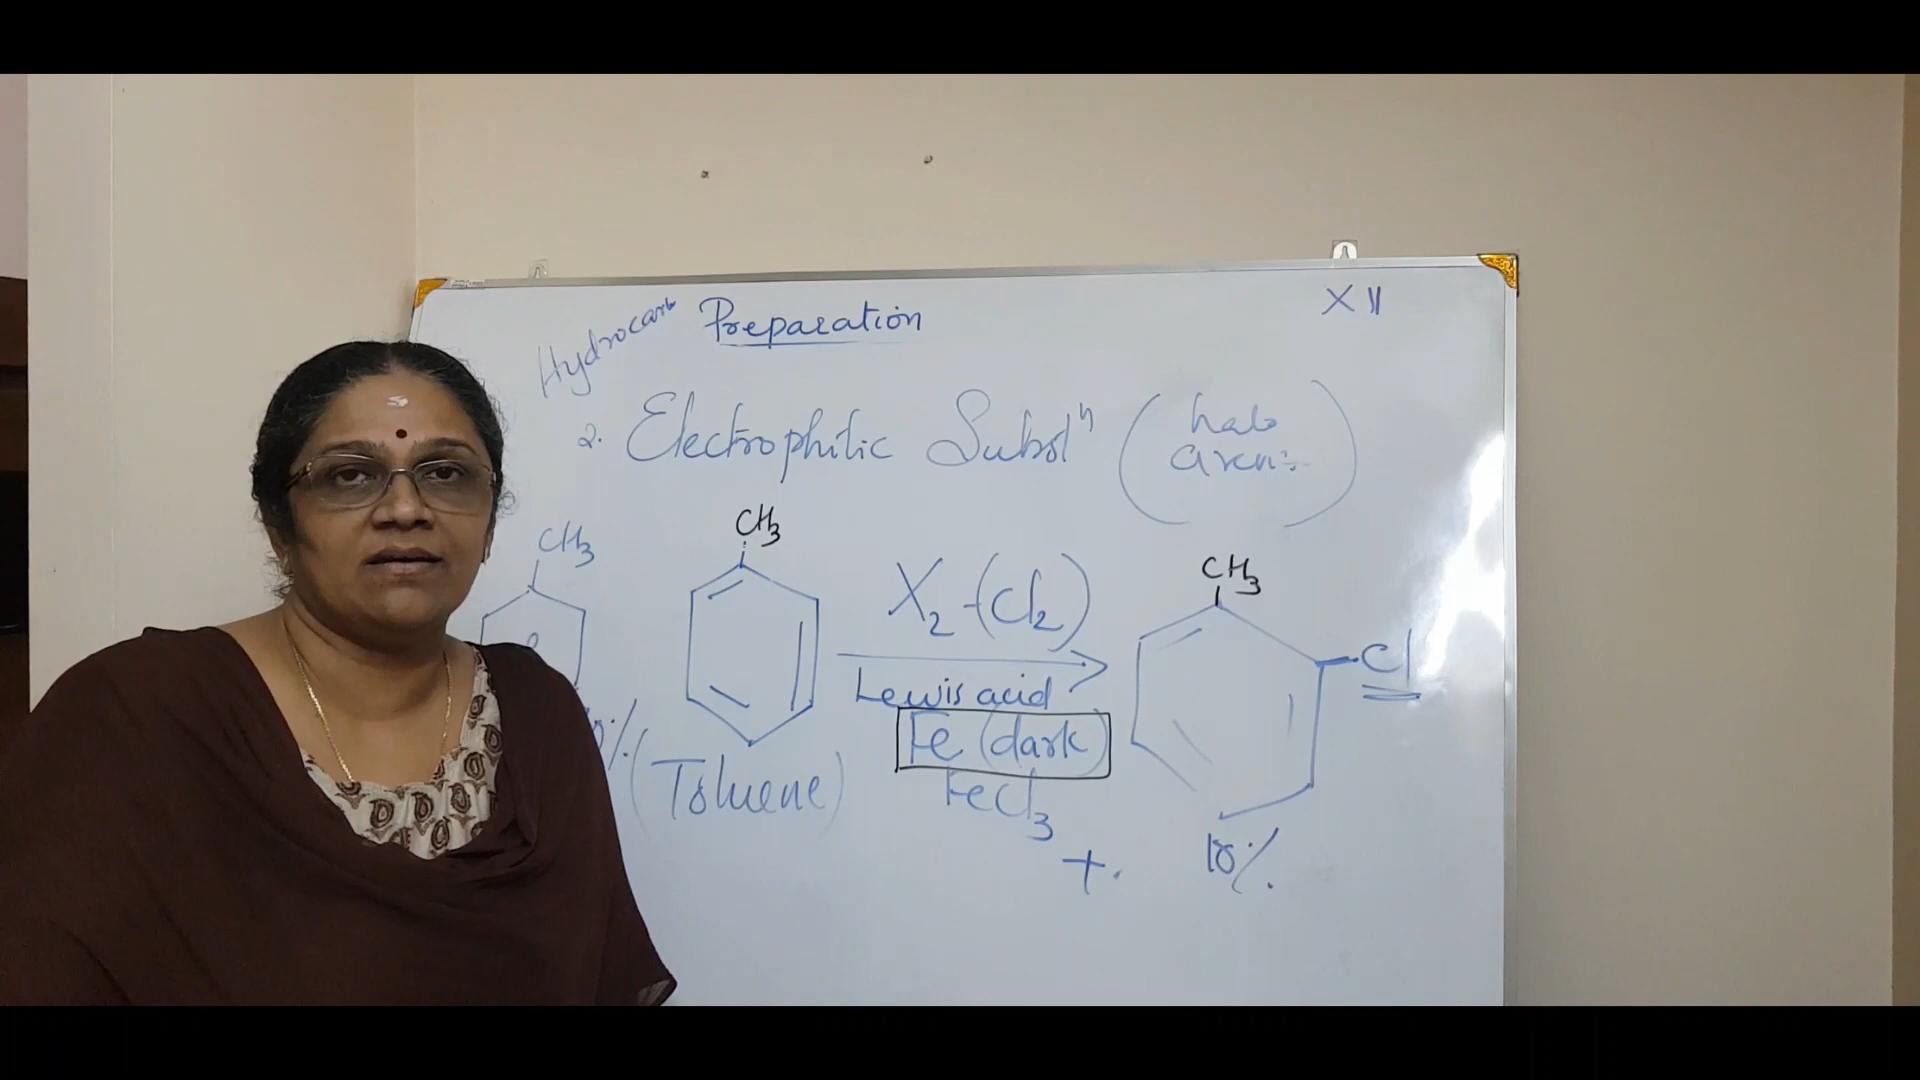 Hydrocarb
Preparation
XII
2. Electrophilic Substn (halo
arenes)
CH3
CH3
X2 (Cl2)
CH3
Cl
Lewis acid
Fe (dark)
(Toluene)
FeCl3
+
10%